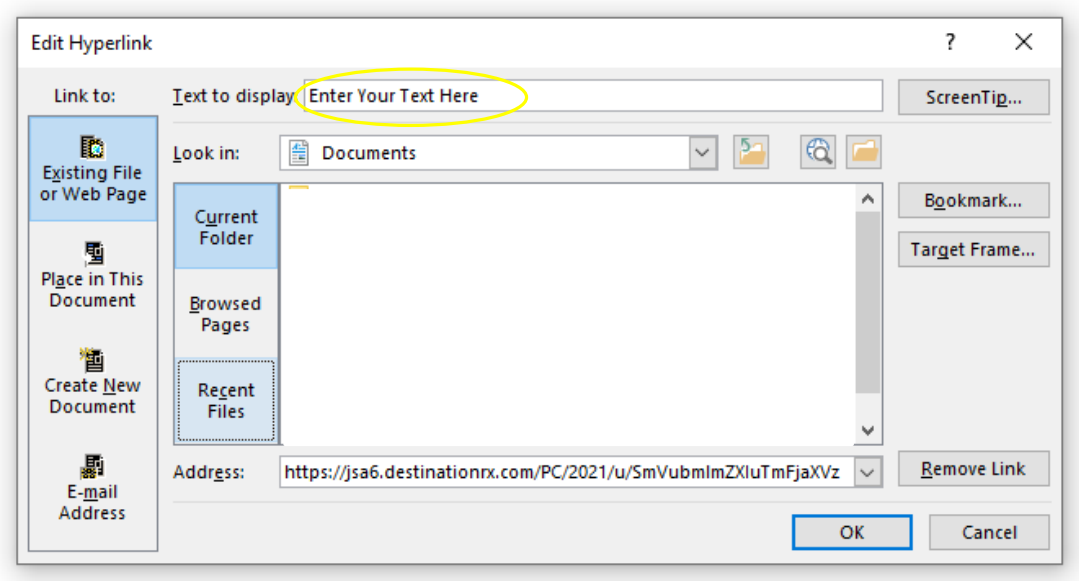 Edit Hyperlink
?
Link to:
Text to display
Enter Your Text Here
ScreenTip...
Existing File
or Web Page
Look in:
Documents
Current
Folder
Bookmark...
Target Frame...
Place in This
Document
Browsed
Pages
Create New
Document
Recent
Files
Address:
https://jsa6.destinationrx.com/PC/2021/u/SmVubmlmZXIuTmFjaXVz
Remove Link
E-mail
Address
OK
Cancel